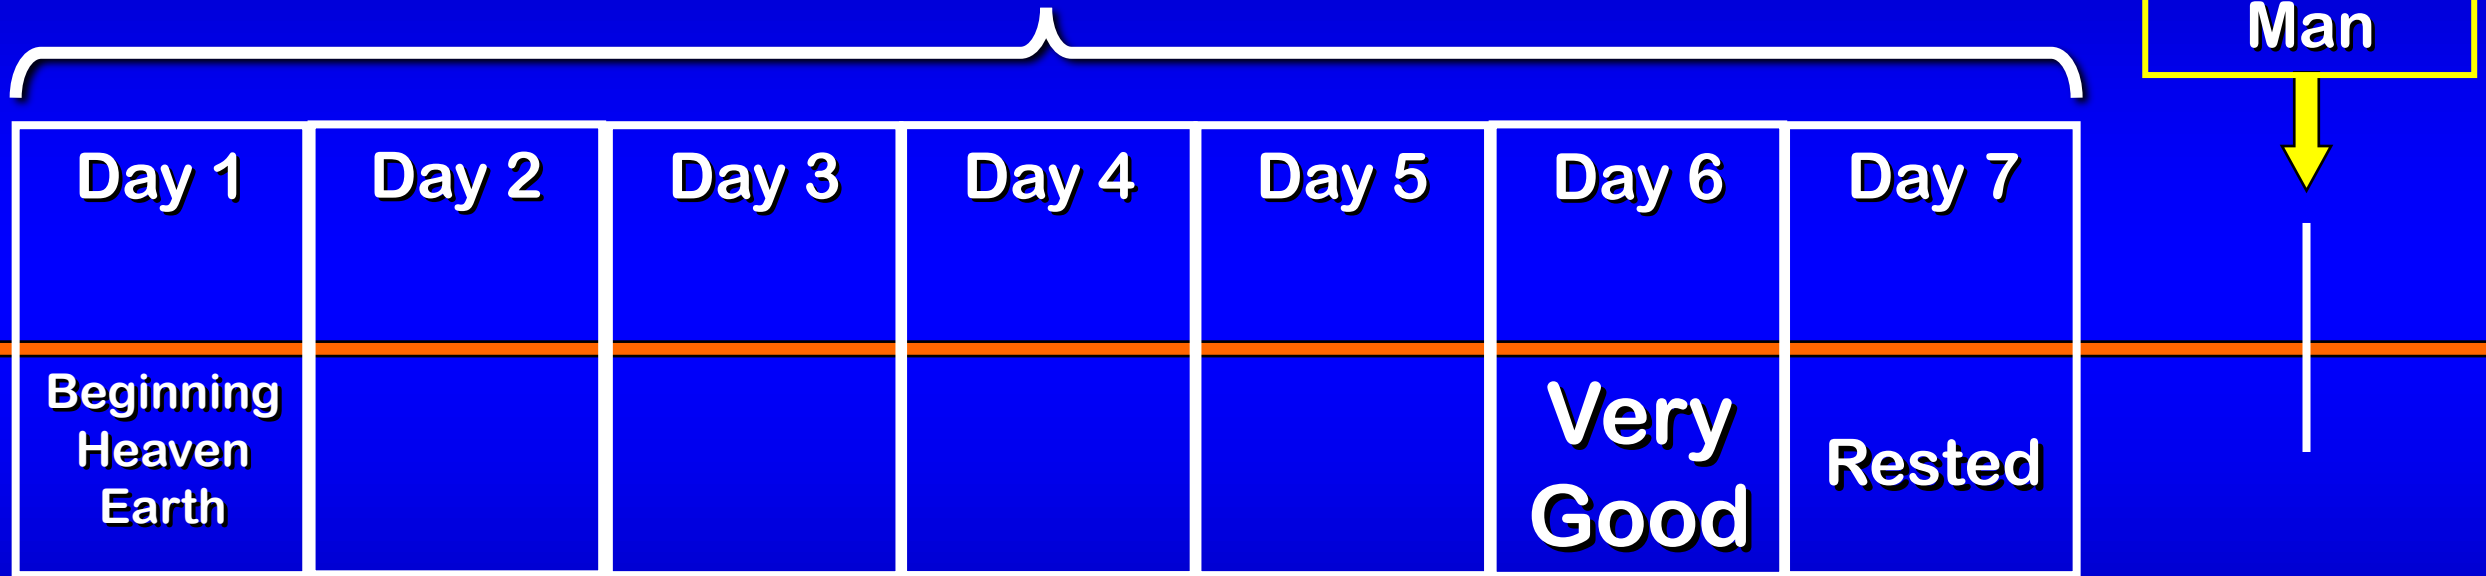 Man
Day 1
Day 2
Day 3
Day 4
Day 5
Day 6
Day 7
Beginning
Heaven
Earth
Very
Good
Rested